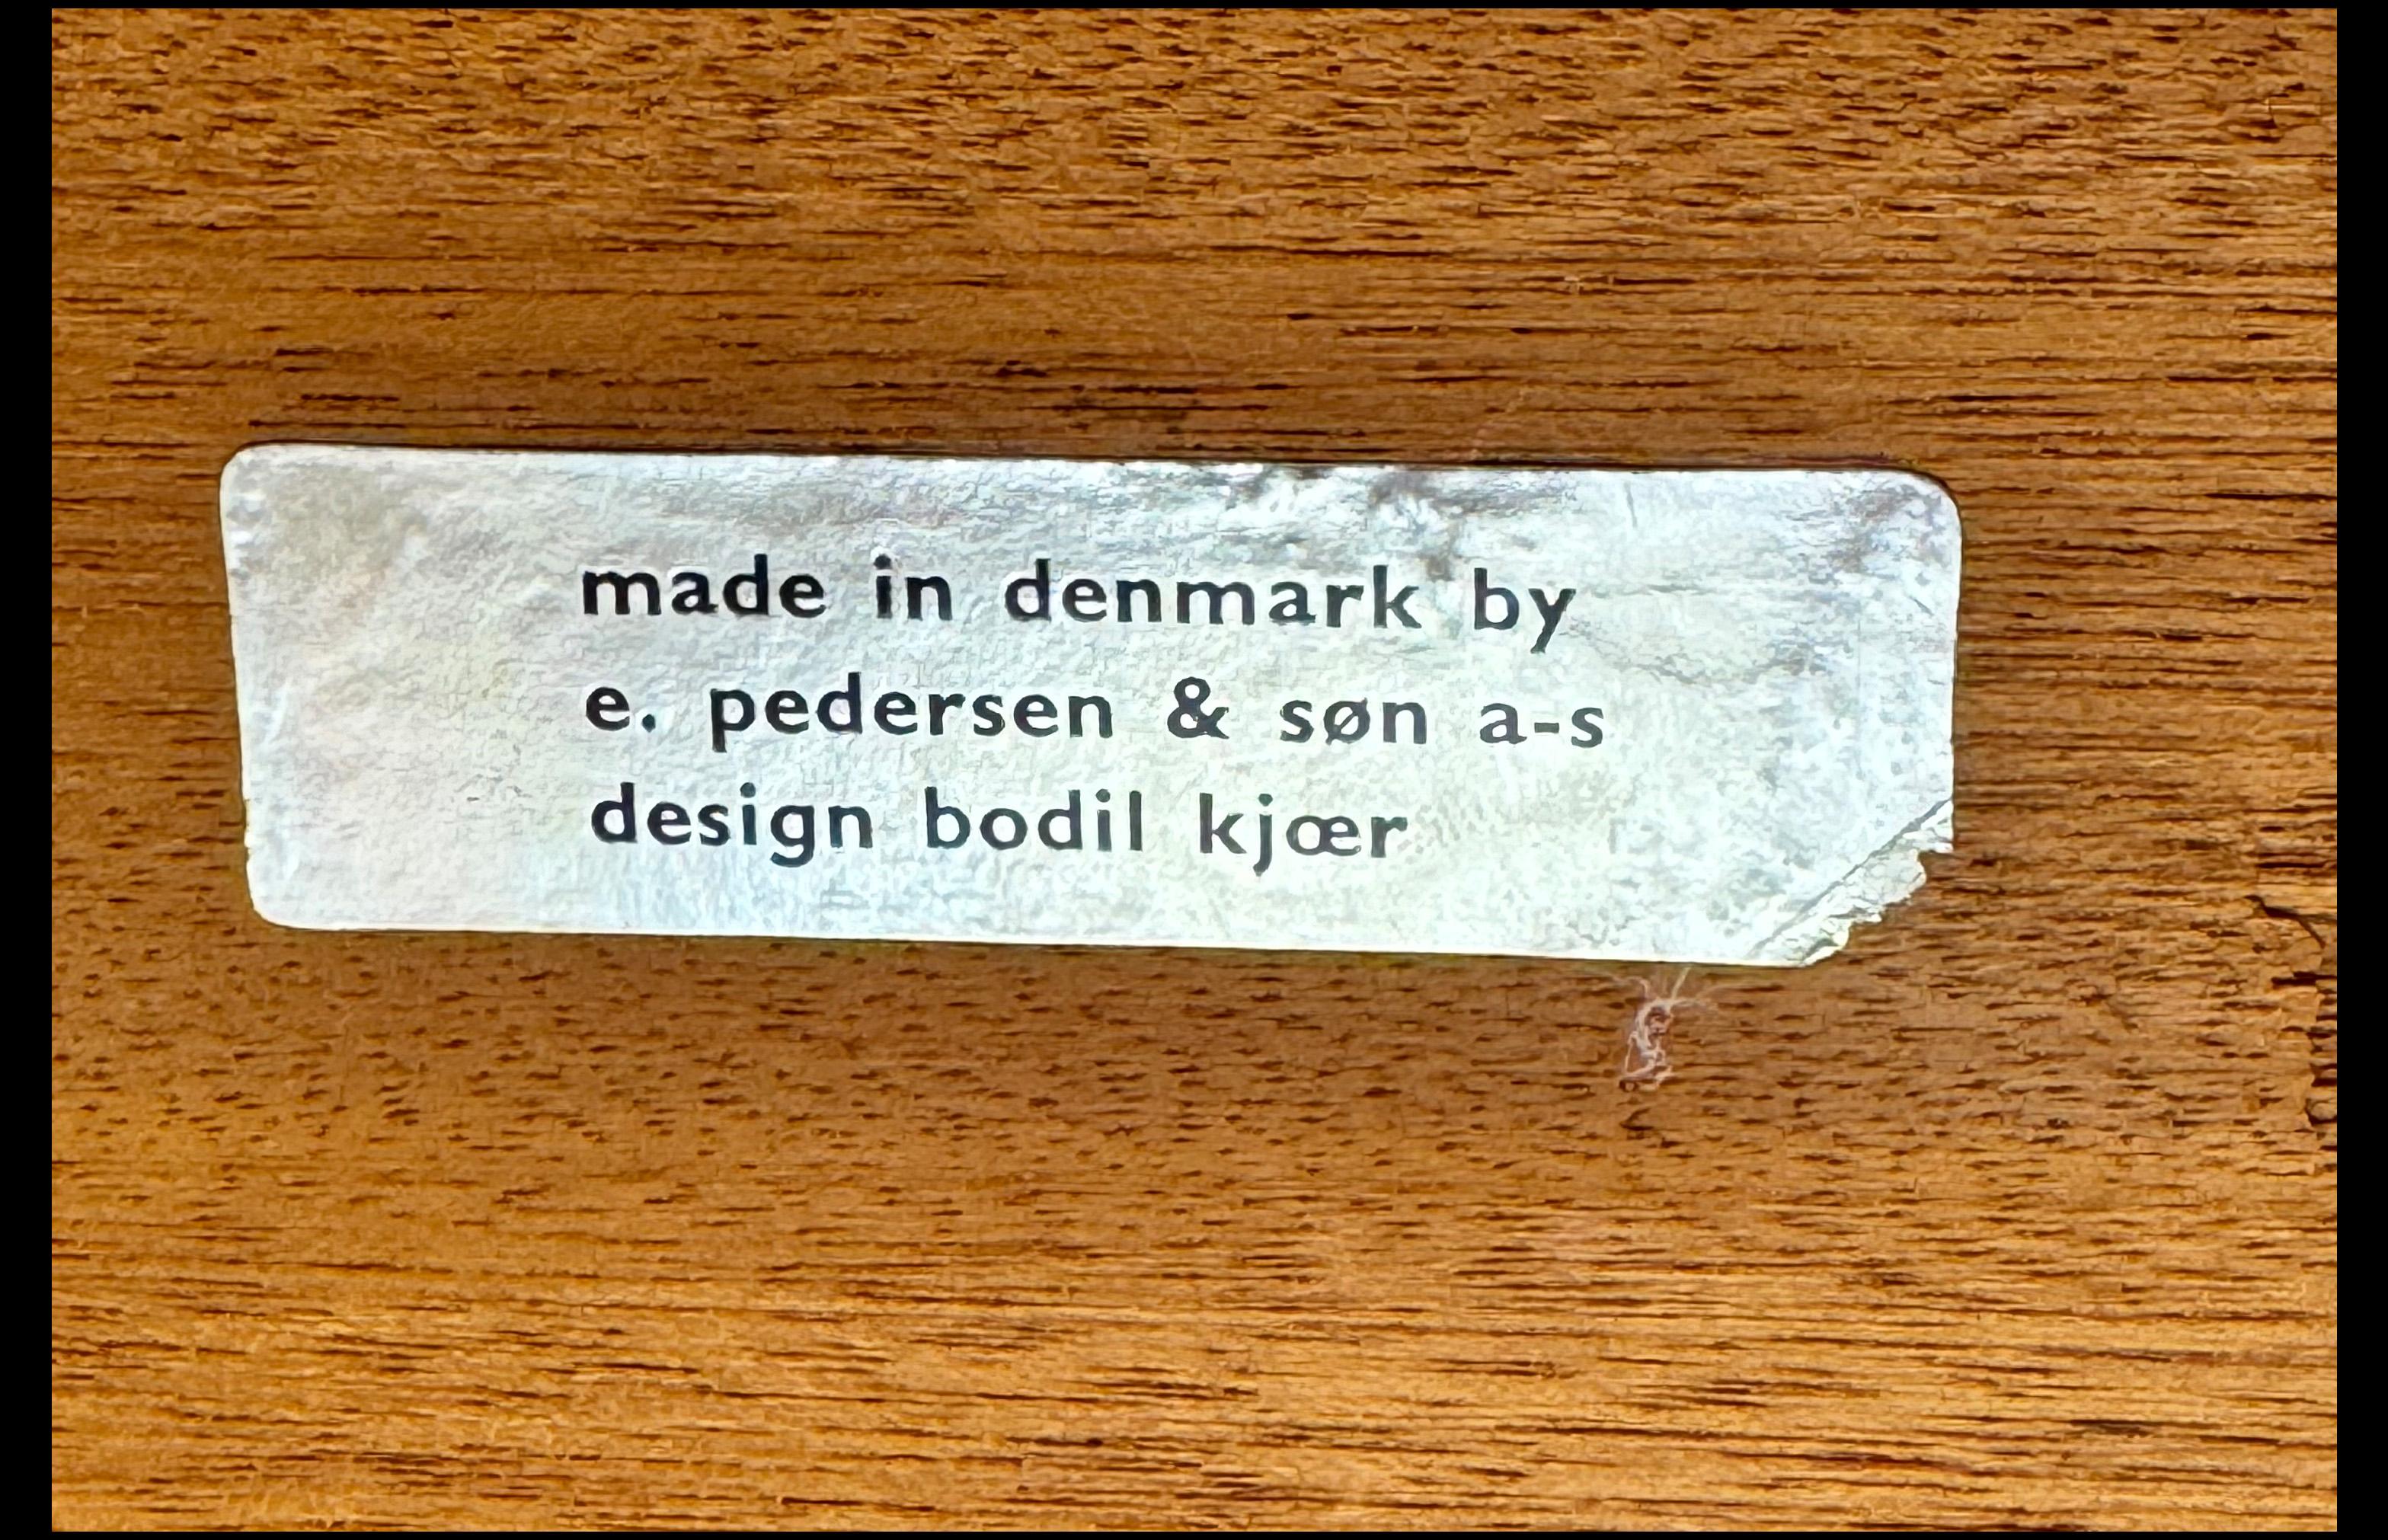 made in denmark by
e. pedersen & søn a-s
design bodil kjær